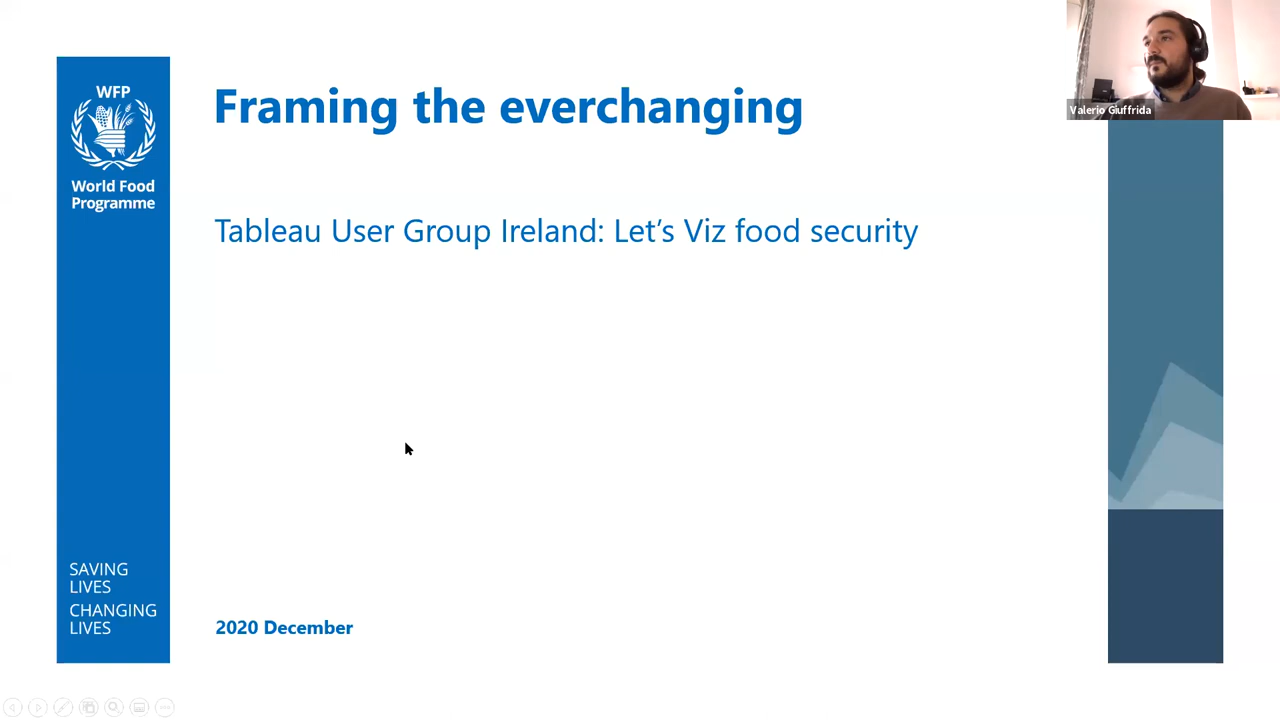 WFP
World Food
Programme
SAVING
LIVES
CHANGING
LIVES
Framing the everchanging
Tableau User Group Ireland: Let's Viz food security
2020 December
Valerio Giuffrida